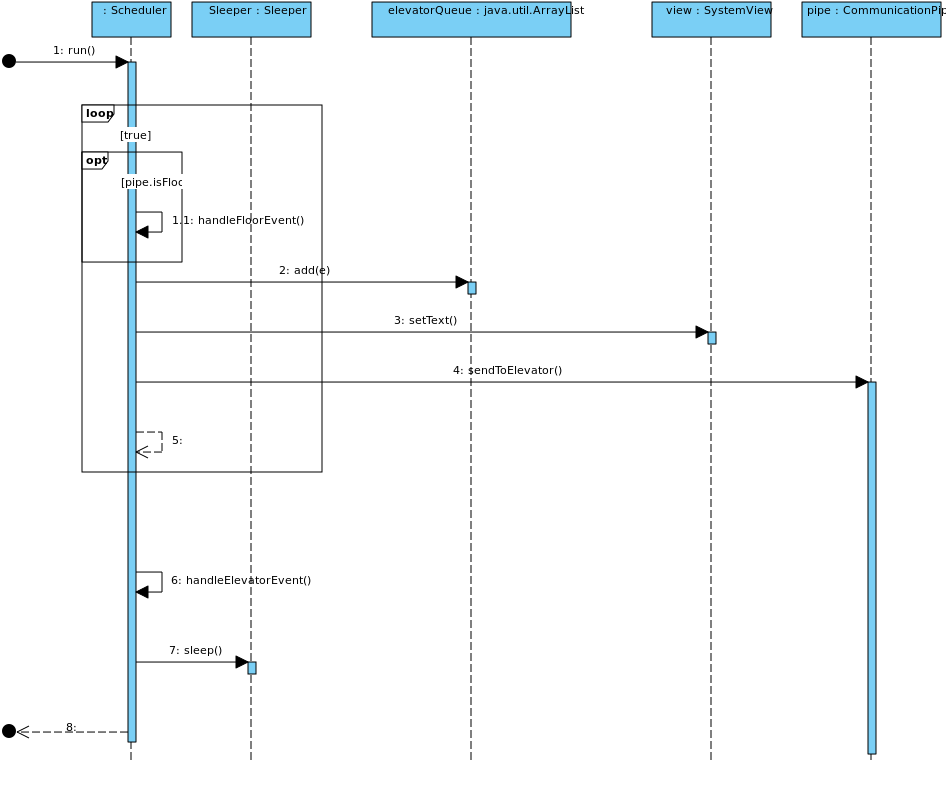 : Scheduler
Sleeper : Sleeper
elevatorQueue : java.util.ArrayList
view : SystemView
pipe : CommunicationPip
1: run()
loop
[true]
opt
[pipe.isFloo
1.1: handleFloorEvent()
2: add(e)
3: setText()
4: sendToElevator()
5:
6: handleElevatorEvent()
7: sleep()
8: